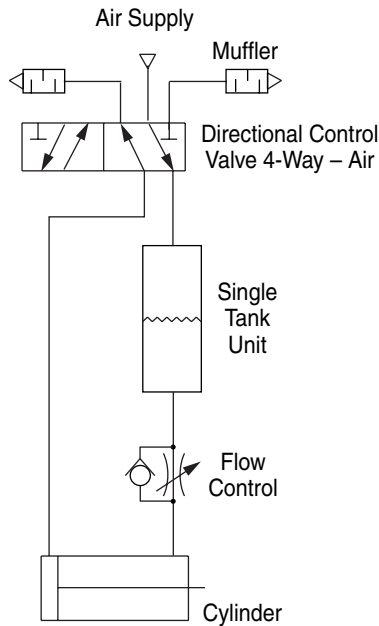 Air Supply
Muffler
Directional Control
Valve 4-Way – Air
Single
Tank
Unit
Flow
Control
Cylinder